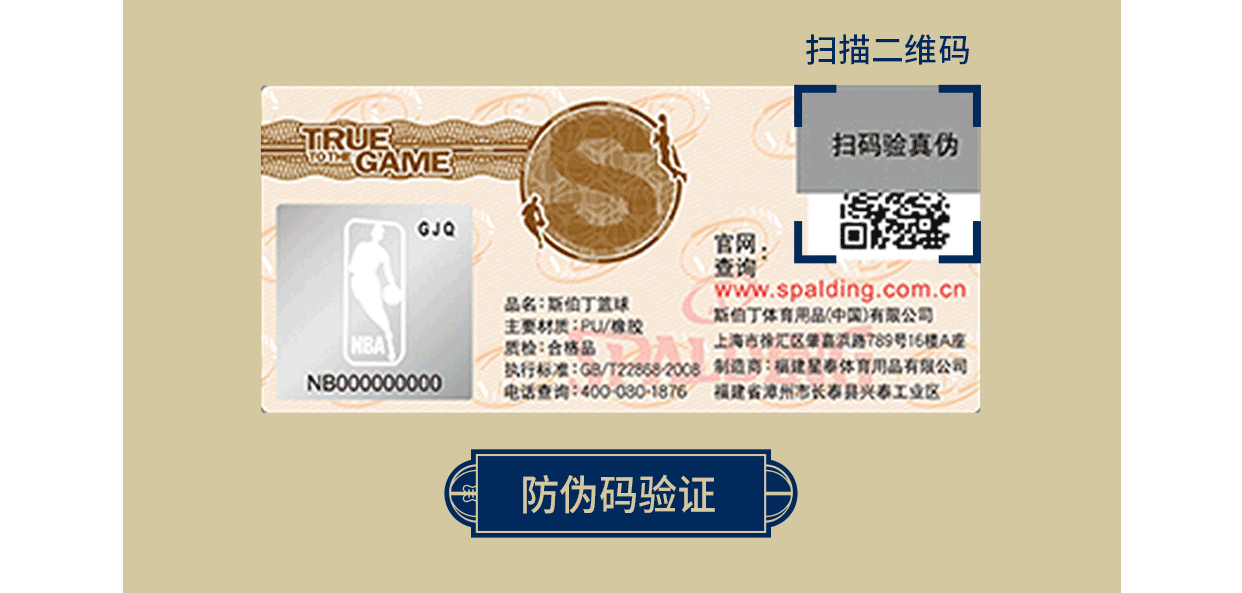 扫描二维码
TRUE
TO THE
GAME
S
扫码验真伪
GJQ
NBA
NB000000000
官网:
查询
www.spalding.com.cn
品名:斯伯丁篮球
主要材质:PU/橡胶
质检:合格品
执行标准:GB/T22868-2008
电话查询:400-080-1876
斯伯丁体育用品(中国)有限公司
上海市徐汇区肇嘉浜路789号16楼A座
制造商:福建星泰体育用品有限公司
福建省漳州市长泰县兴泰工业区
SPALDING
防伪码验证